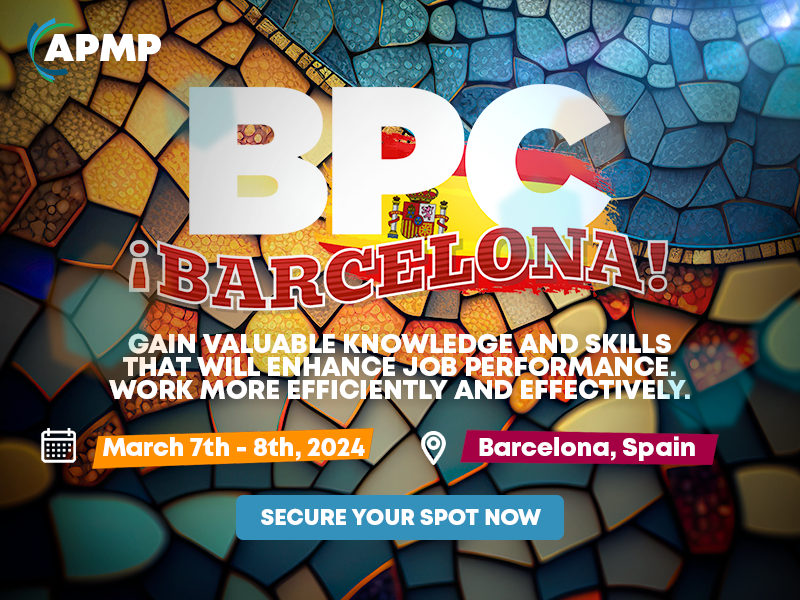 APMP
BPC
¡BARCELONA!
GAIN VALUABLE KNOWLEDGE AND SKILLS
THAT WILL ENHANCE JOB PERFORMANCE.
WORK MORE EFFICIENTLY AND EFFECTIVELY.
March 7th - 8th, 2024
Barcelona, Spain
SECURE YOUR SPOT NOW